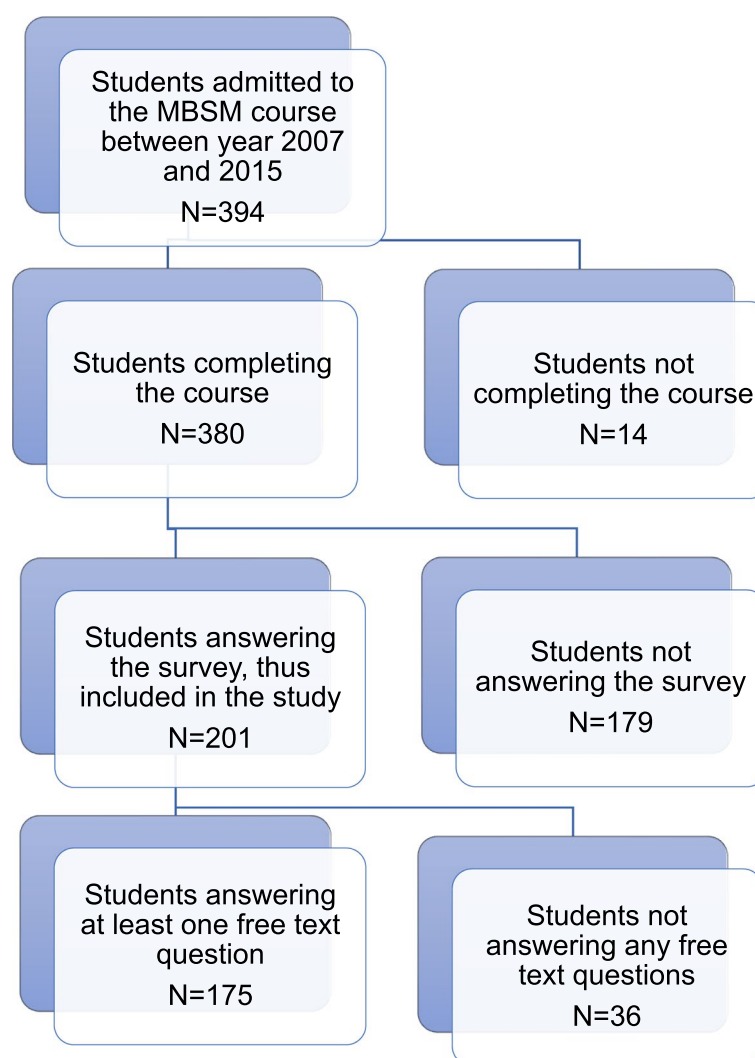 Students admitted to
the MBSM course
between year 2007
and 2015
N=394
Students completing
the course
N=380
Students not
completing the course
N=14
Students answering
the survey, thus
included in the study
N=201
Students not
answering the survey
N=179
Students answering
at least one free text
question
N=175
Students not
answering any free
text questions
N=36